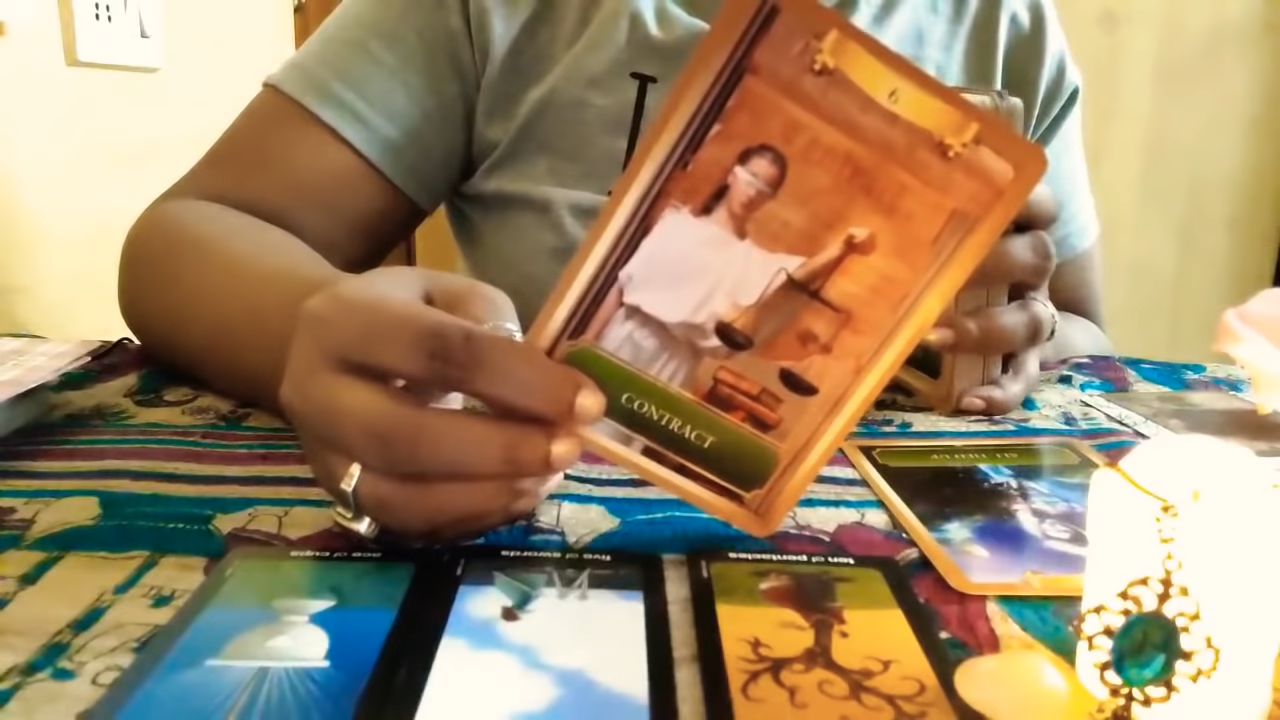 6
CONTRACT
ace of cups
five of swords
ten of pentacles